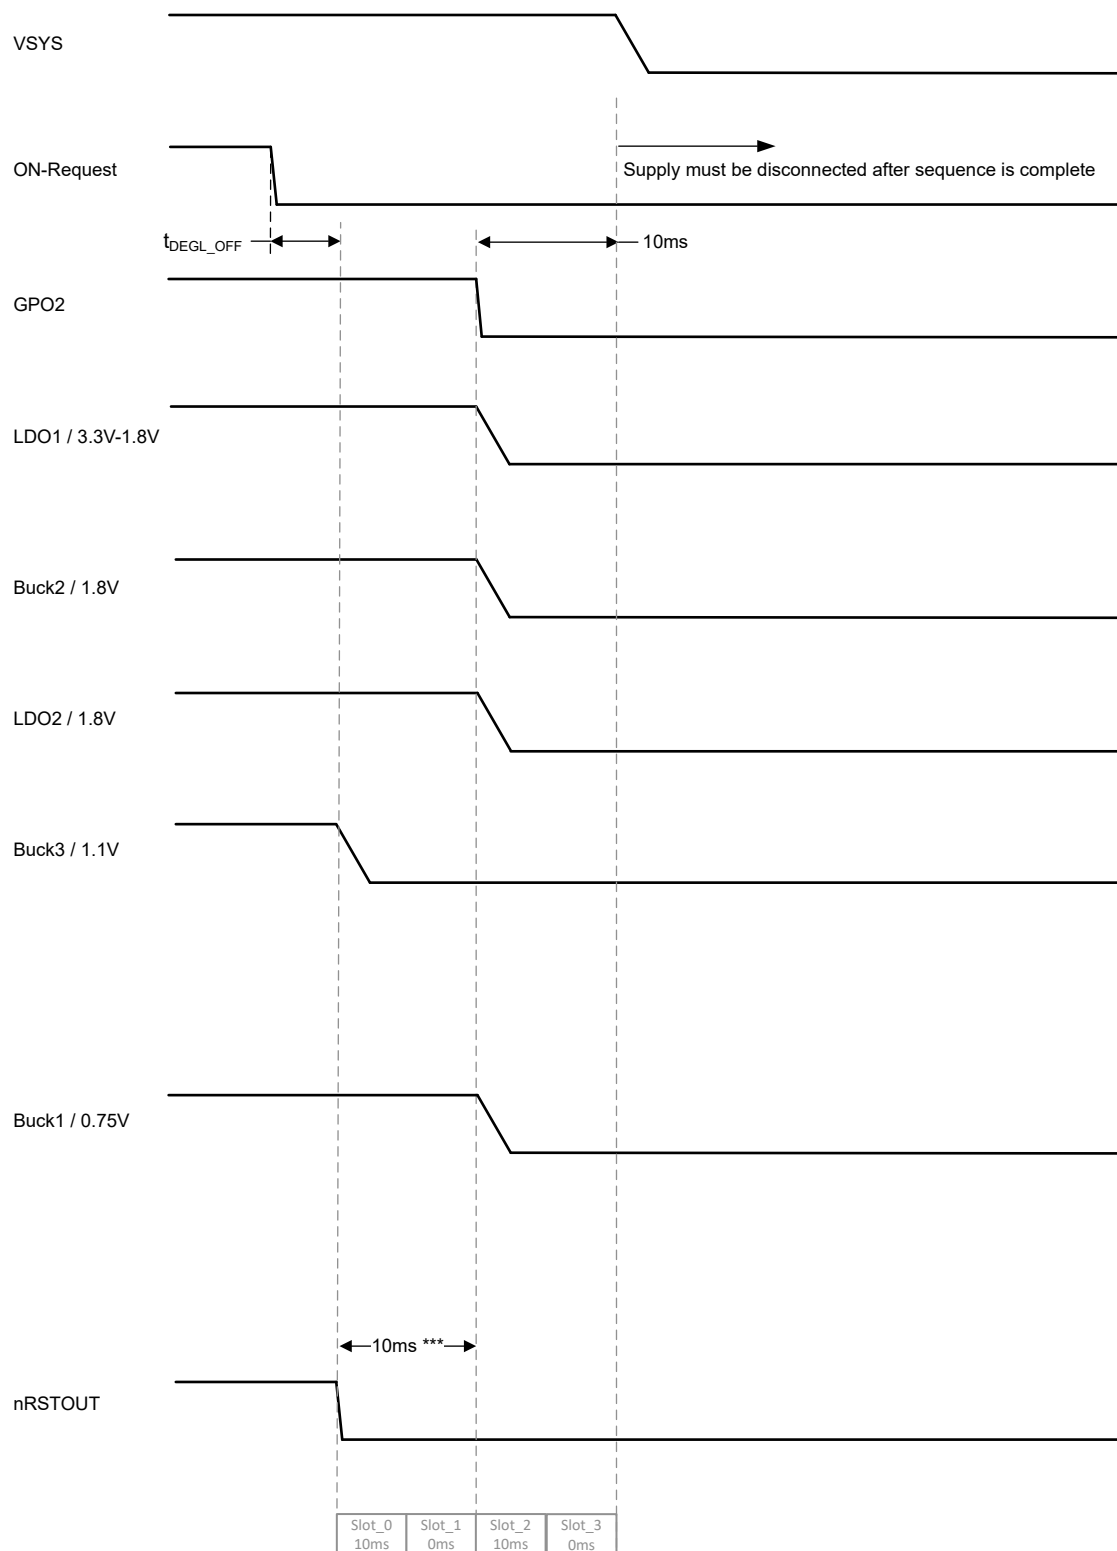 VSYS
ON-Request
Supply must be disconnected after sequence is complete
tDEGL_OFF
10ms
GPO2
LDO1 / 3.3V-1.8V
Buck2 / 1.8V
LDO2 / 1.8V
Buck3 / 1.1V
Buck1 / 0.75V
10ms ***
nRSTOUT
Slot_0 Slot_1 Slot_2 Slot_3
10ms 0ms 10ms 0ms